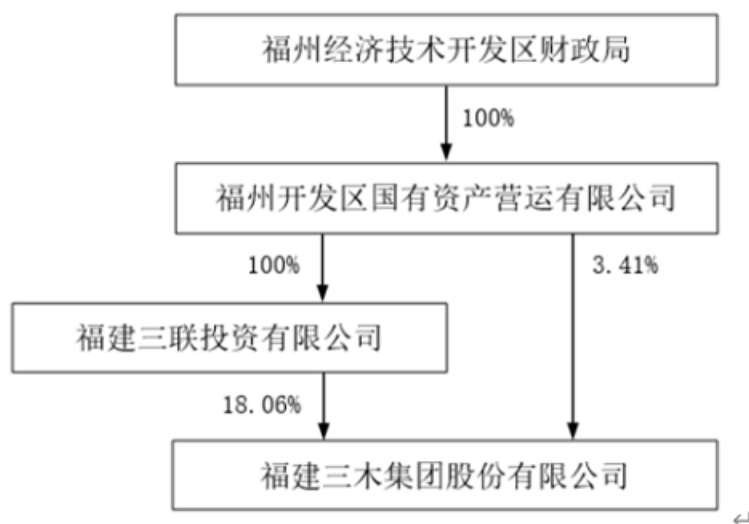 福州经济技术开发区财政局
100%
福州开发区国有资产营运有限公司
100%
3.41%
福建三联投资有限公司
18.06%
福建三木集团股份有限公司